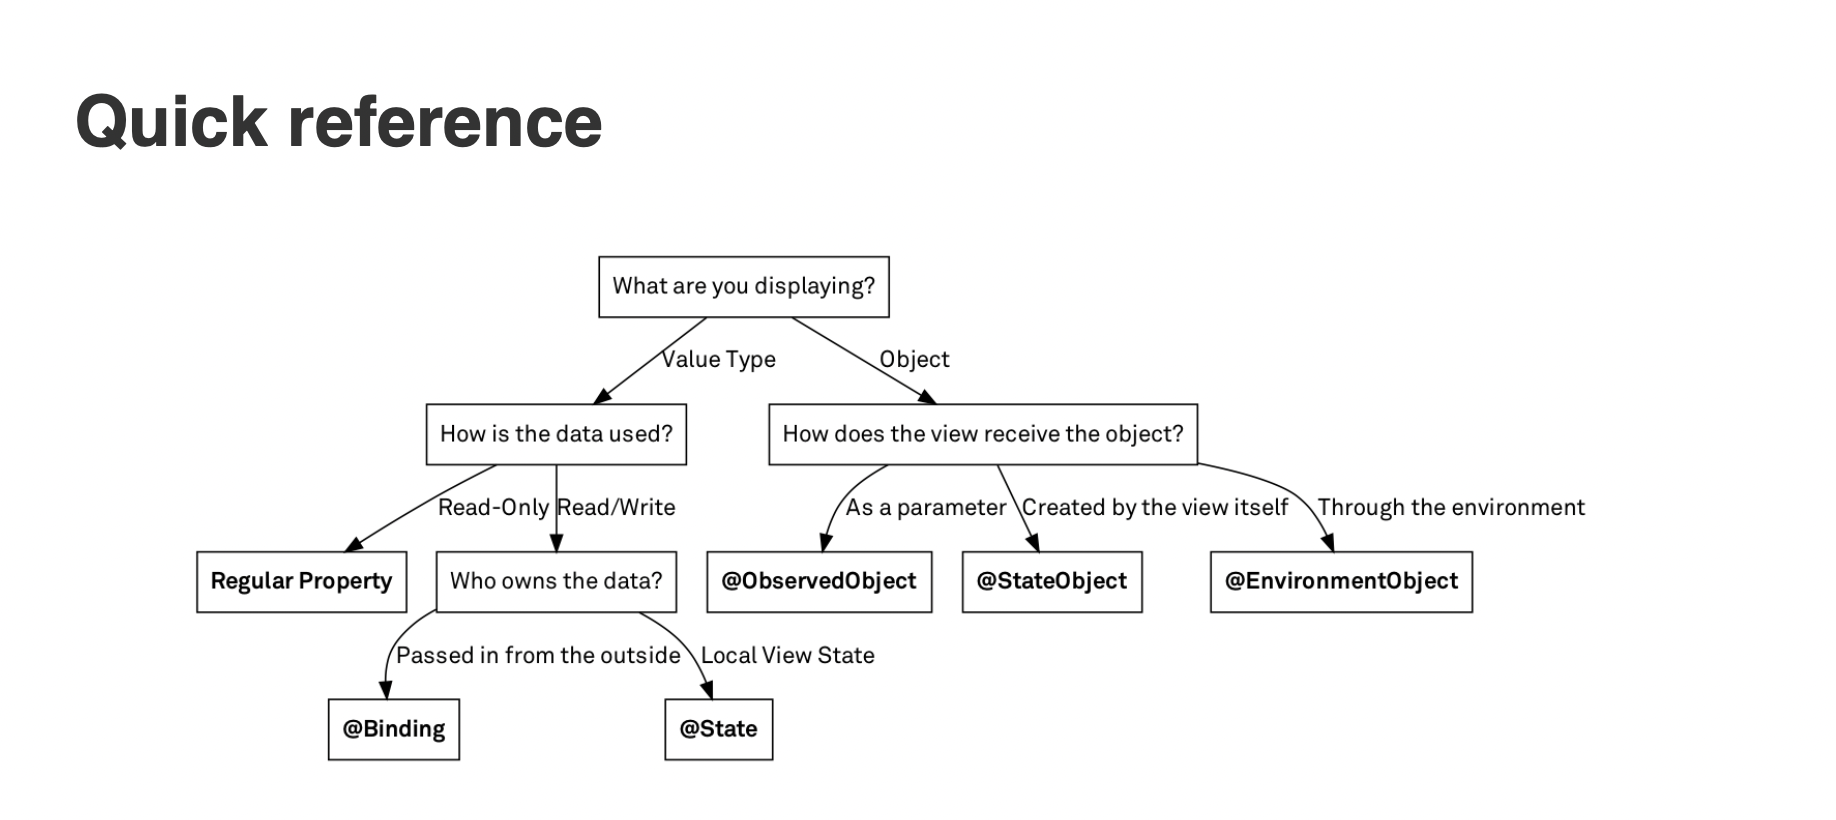 Quick reference
What are you displaying?
Value Type
Object
How is the data used?
How does the view receive the object?
Read-Only
Read/Write
As a parameter
Created by the view itself
Through the environment
Regular Property
Who owns the data?
@ObservedObject
@StateObject
@EnvironmentObject
Passed in from the outside
Local View State
@Binding
@State